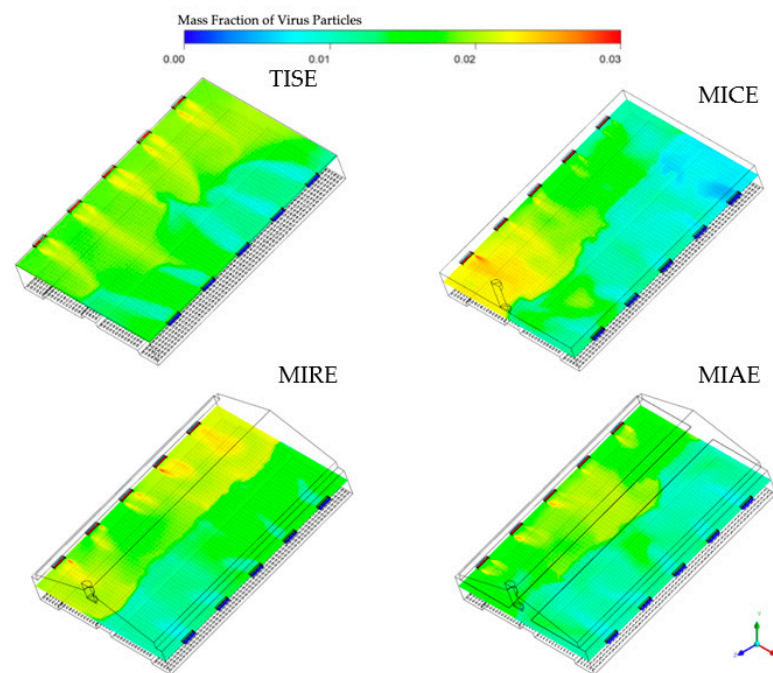 Mass Fraction of Virus Particles
0.00 0.01 0.02 0.03
TISE
MICE
MIRE
MIAE
Y
Z